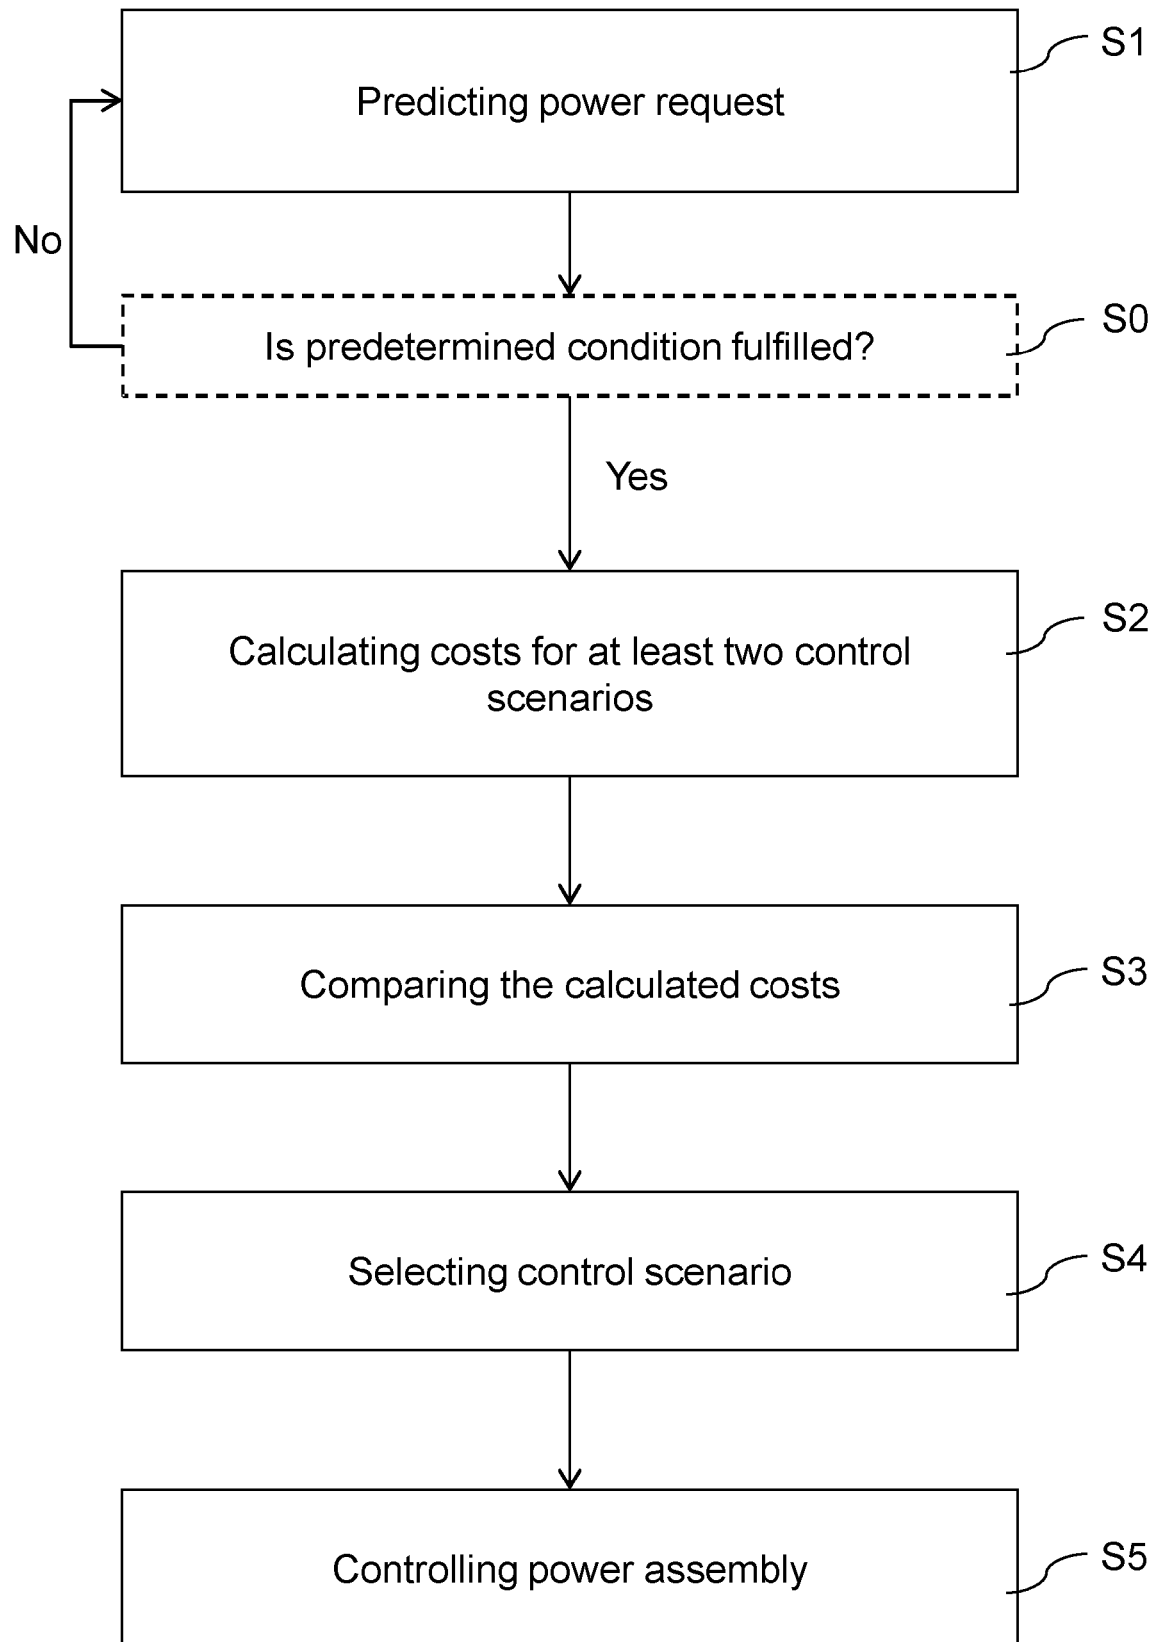 S1
Predicting power request
No
S0
Is predetermined condition fulfilled?
Yes
S2
Calculating costs for at least two control
scenarios
S3
Comparing the calculated costs
S4
Selecting control scenario
S5
Controlling power assembly